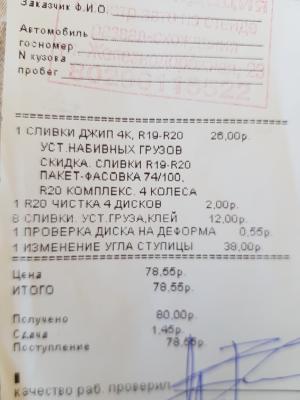 Заказчик Ф.И.О.
Автомобиль
госномер
N кузова
пробег
1 СЛИВКИ ДЖИП 4К, R19-R20 26,00р.
УСТ.НАБИВНЫХ ГРУЗОВ
СКИДКА. СЛИВКИ R19-R20
ПАКЕТ-ФАСОВКА 74/100,
R20 КОМПЛЕКС. 4 КОЛЕСА
1 R20 ЧИСТКА 4 ДИСКОВ 2,00р.
8 СЛИВКИ. УСТ.ГРУЗА,КЛЕЙ 12,00р.
1 ПРОВЕРКА ДИСКА НА ДЕФОРМА 0,55р.
1 ИЗМЕНЕНИЕ УГЛА СТУПИЦЫ 38,00р.
Цена 78,55р.
ИТОГО 78,55р.
Получено 80,00р.
Сдача 1,45р.
Поступление 78,55р.
качество раб. проверил